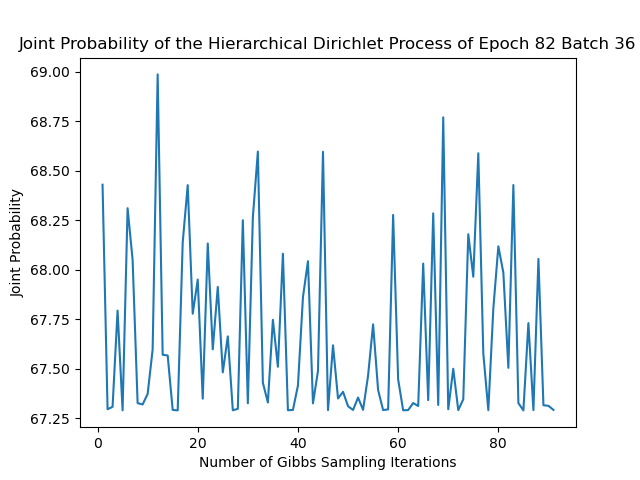 Joint Probability of the Hierarchical Dirichlet Process of Epoch 82 Batch 36
69.00
68.75
68.50
68.25
68.00
67.75
67.50
67.25
Joint Probability
0 20 40 60 80
Number of Gibbs Sampling Iterations